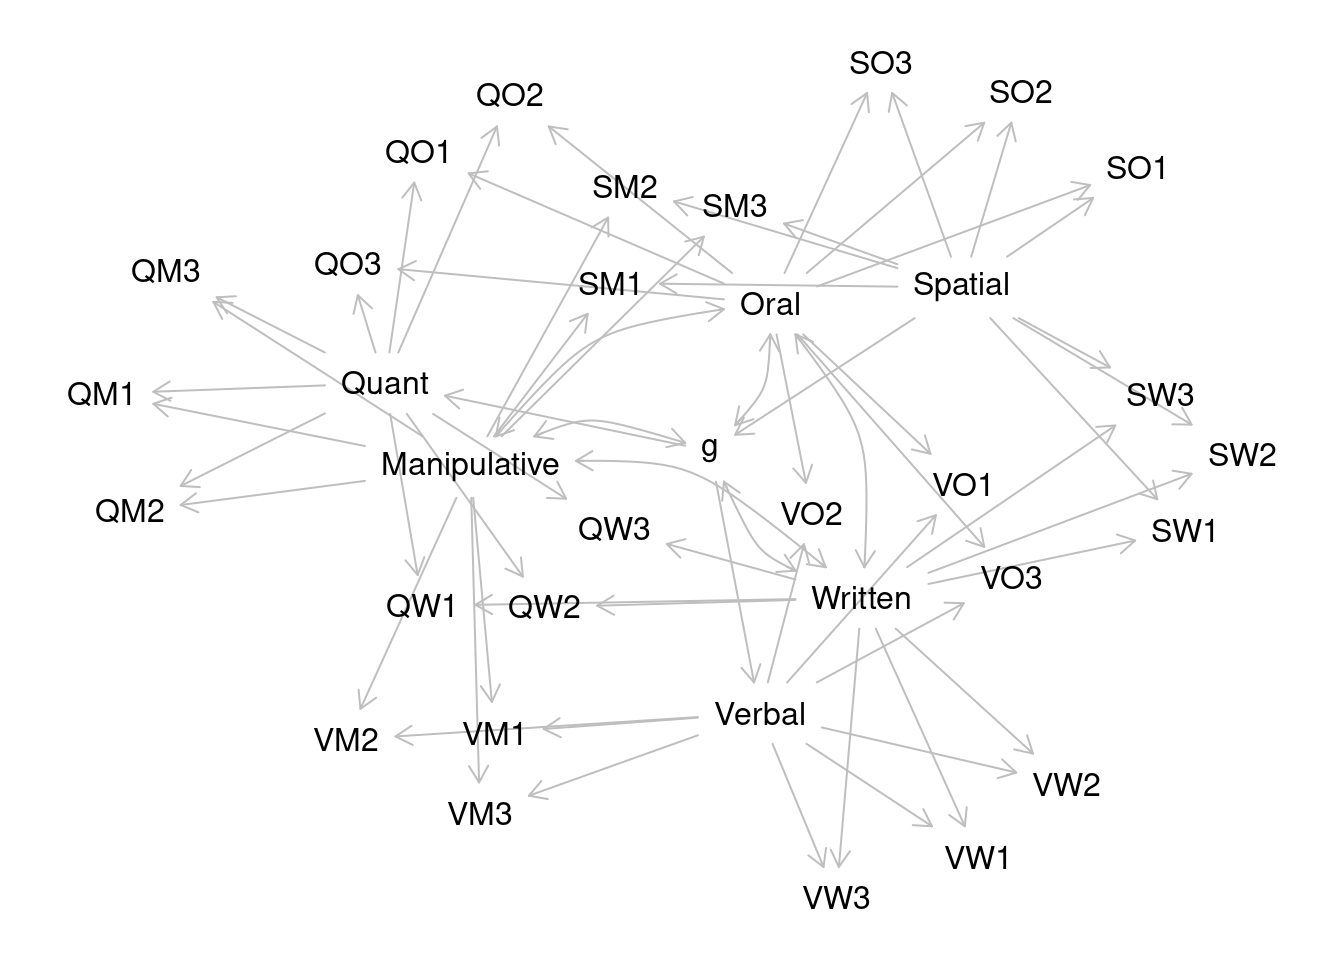 SO3
SO2
QO2
QO1
SO1
SM2
SM3
QO3
QM3
SM1
Spatial
Oral
Quant
QM1
SW3
g
SW2
Manipulative
VO1
QM2
VO2
QW3
SW1
VO3
Written
QW1
QW2
Verbal
VM1
VM2
VW2
VM3
VW1
VW3